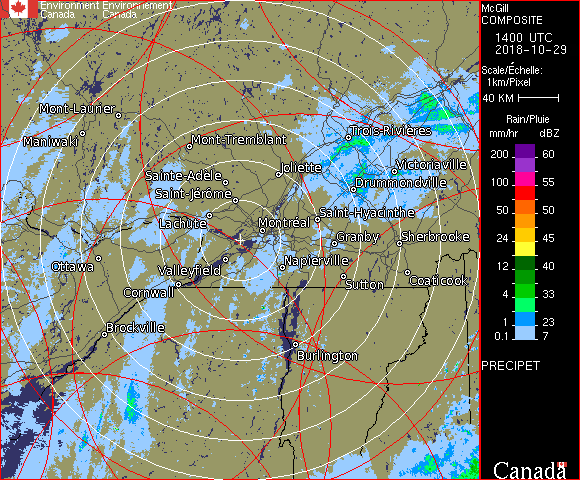 Environment Environnement
Canada Canada
McGill
COMPOSITE
1400 UTC
2018-10-29
Scale/Échelle:
1km/Pixel
40 KM
Rain/Pluie
mm/hr dBZ
200 60
100 55
50 50
24 45
12 40
4 33
1 23
0.1 7
PRECIPET
Canada
Mont-Laurier
Maniwaki
Mont-Tremblant
Trois-Rivières
Joliette
Victoriaville
Sainte-Adèle
Drummondville
Saint-Jérôme
Saint-Hyacinthe
Lachute
Montréal
Granby
Sherbrooke
Ottawa
Valleyfield
Napierville
Cornwall
Sutton
Coaticook
Brockville
Burlington